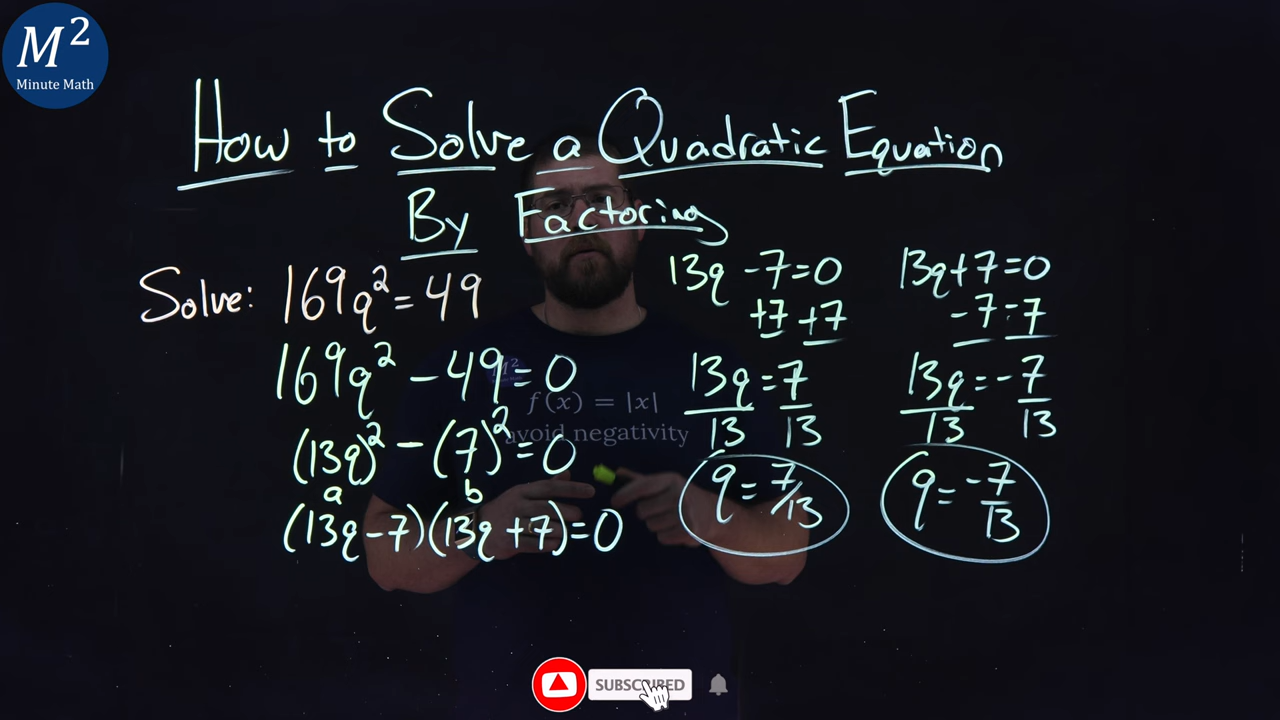 M²
Minute Math
How to Solve a Quadratic Equation
By Factoring
Solve: 169q² = 49
169q² - 49 = 0
(13q)² - (7)² = 0
a b
(13q - 7)(13q + 7) = 0
13q - 7 = 0
+7 +7
13q = 7
13 13
q = 7/13
13q + 7 = 0
-7 -7
13q = -7
13 13
q = -7/13
M²
f(x) = |x|
avoid negativity
SUBSCRIBED